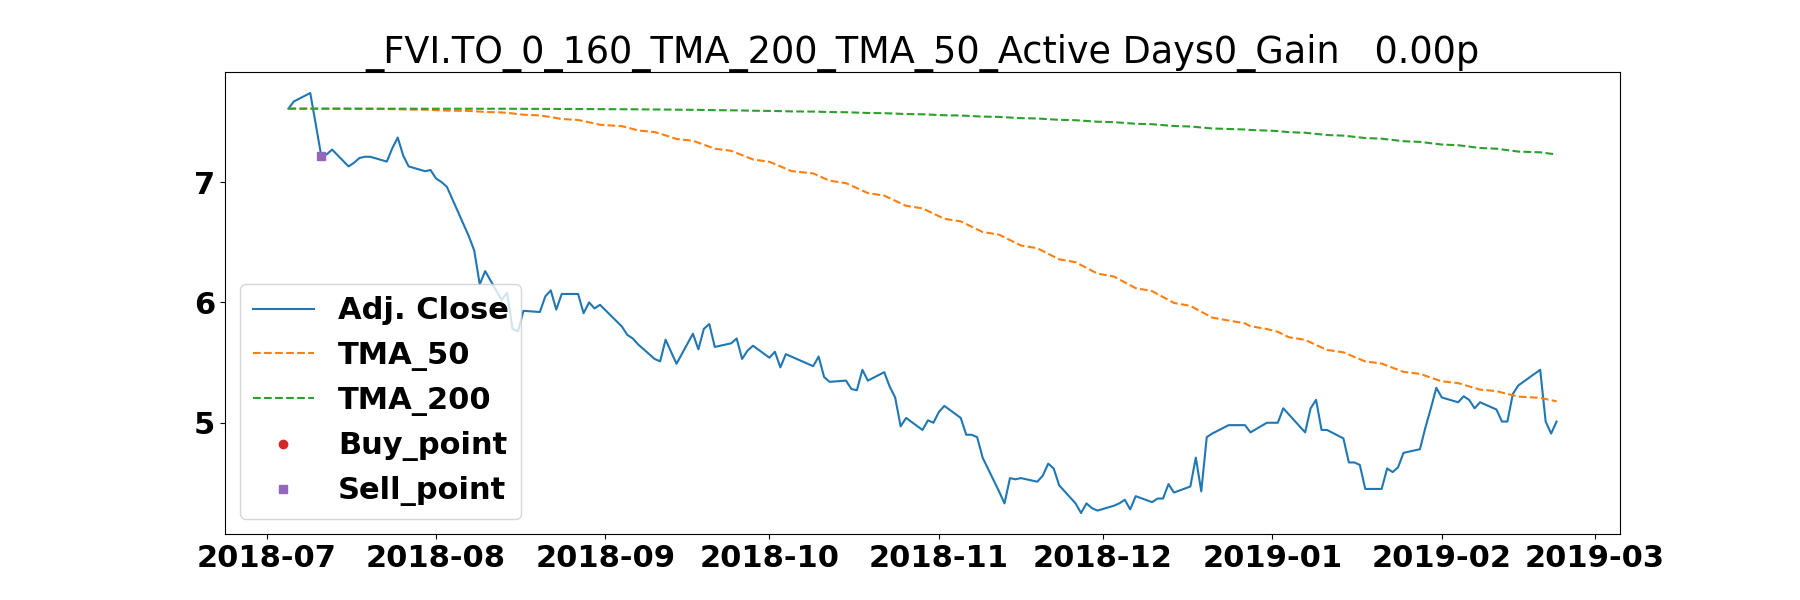 _FVI.TO_0_160_TMA_200_TMA_50_Active Days0_Gain   0.00p
7
6
5
Adj. Close
TMA_50
TMA_200
Buy_point
Sell_point
2018-07 2018-08 2018-09 2018-10 2018-11 2018-12 2019-01 2019-02 2019-03